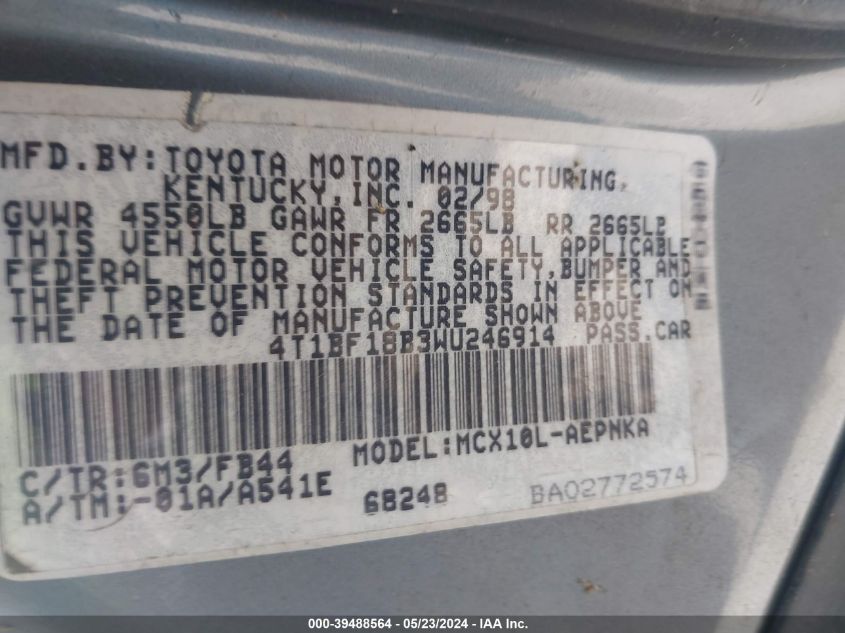 MFD.BY:TOYOTA MOTOR MANUFACTURING,
KENTUCKY,INC. 02/98
GVWR 4550LB GAWR FR 2665LB RR 2665LB
THIS VEHICLE CONFORMS TO ALL APPLICABLE
FEDERAL MOTOR VEHICLE SAFETY,BUMPER AND
THEFT PREVENTION STANDARDS IN EFFECT ON
THE DATE OF MANUFACTURE SHOWN ABOVE
4T1BF18B3WU246914 PASS.CAR
MODEL:MCX10L-AEPNKA
C/TR:6M3/FB44
A/TM:-01A/A541E
68248
BAO2772574
000-39488564 / 05/23/2024 - IAA Inc.